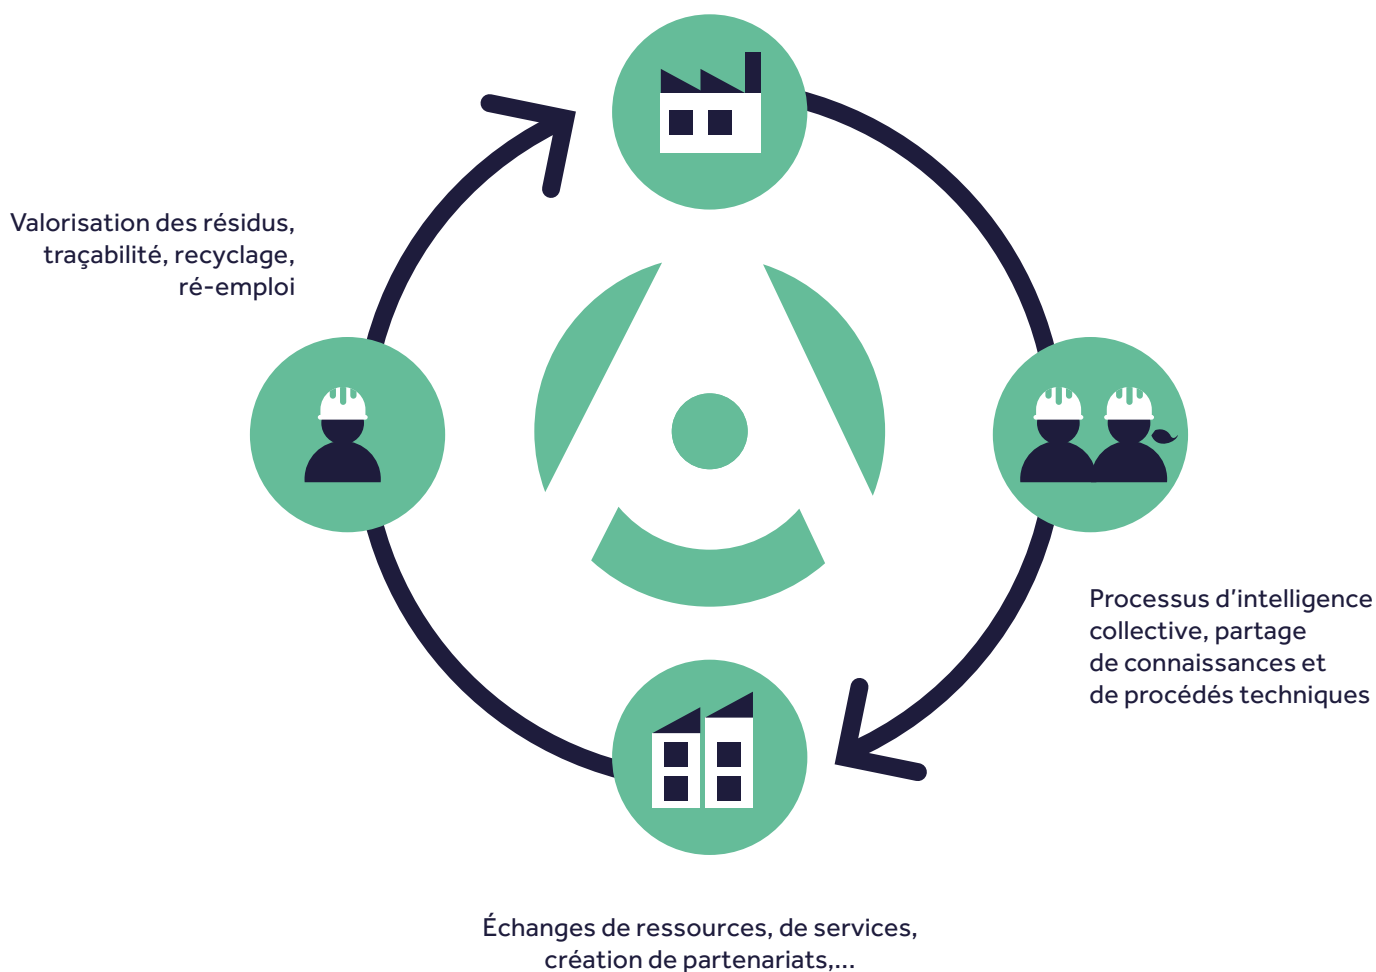 Valorisation des résidus,
traçabilité, recyclage,
ré-emploi
Processus d’intelligence
collective, partage
de connaissances et
de procédés techniques
Échanges de ressources, de services,
création de partenariats,...